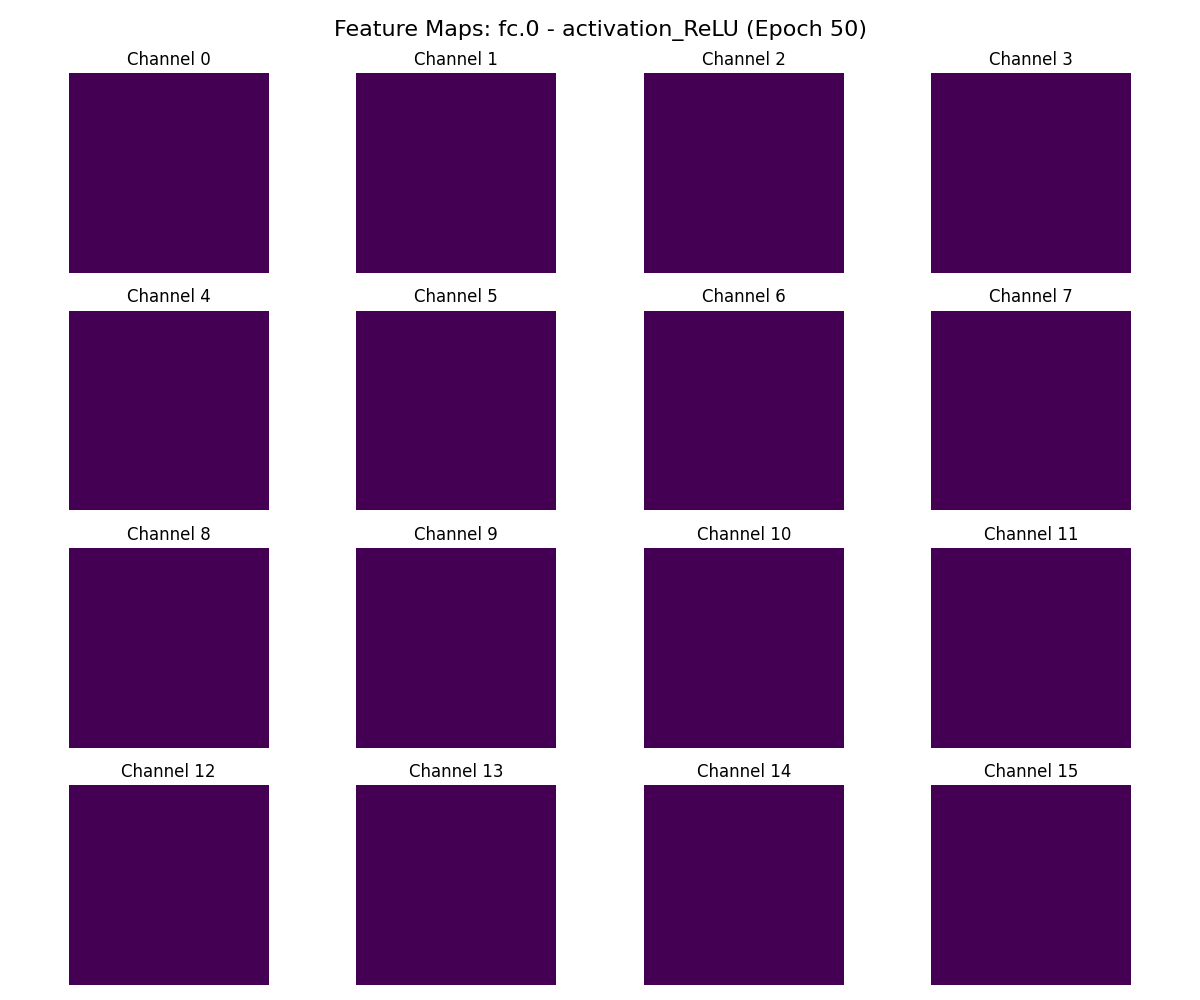 Feature Maps: fc.0 - activation_ReLU (Epoch 50)
Channel 0
Channel 1
Channel 2
Channel 3
Channel 4
Channel 5
Channel 6
Channel 7
Channel 8
Channel 9
Channel 10
Channel 11
Channel 12
Channel 13
Channel 14
Channel 15